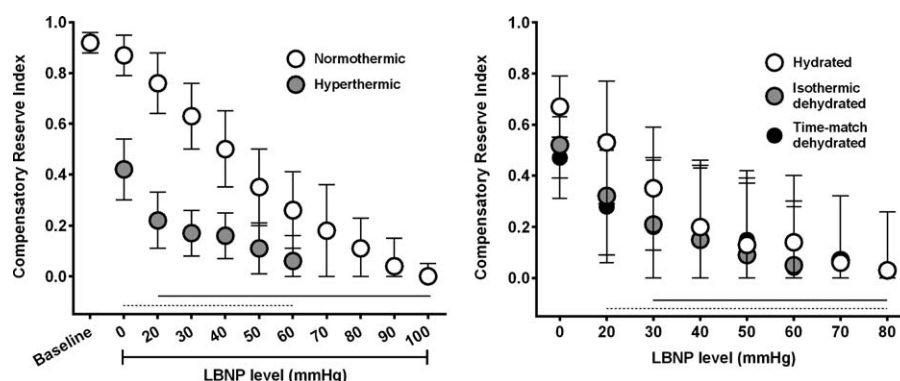 Compensatory Reserve Index
1.0
0.8
0.6
0.4
0.2
0.0
Normothermic
Hyperthermic
Baseline 0 20 30 40 50 60 70 80 90 100
LBNP level (mmHg)
Compensatory Reserve Index
1.0
0.8
0.6
0.4
0.2
0.0
Hydrated
Isothermic
dehydrated
Time-match
dehydrated
0 20 30 40 50 60 70 80
LBNP level (mmHg)